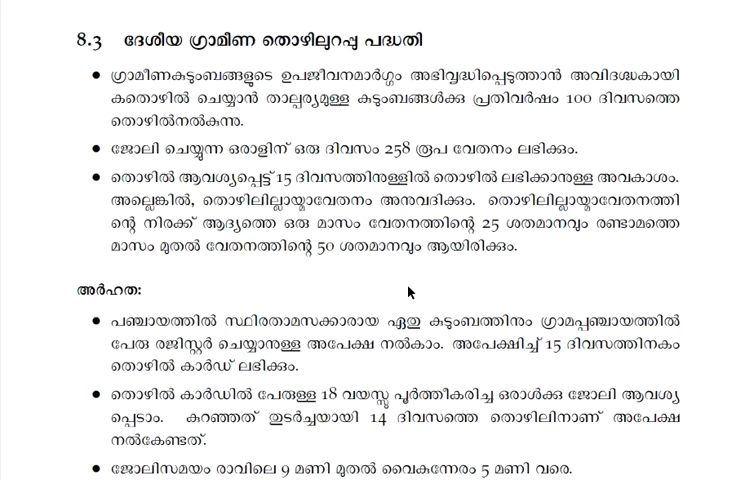 8.3 ദേശീയ ഗ്രാമീണ തൊഴിലുറപ്പു പദ്ധതി
• ഗ്രാമീണകുടുംബങ്ങളുടെ ഉപജീവനമാർഗ്ഗം അഭിവൃദ്ധിപ്പെടുത്താൻ അവിദഗ്ദ്ധകായി
കതൊഴിൽ ചെയ്യാൻ താല്പര്യമുള്ള കുടുംബങ്ങൾക്കു പ്രതിവർഷം 100 ദിവസത്തെ
തൊഴിൽനൽകുന്നു.
• ജോലി ചെയ്യുന്ന ഒരാളിന് ഒരു ദിവസം 258 രൂപ വേതനം ലഭിക്കും.
• തൊഴിൽ ആവശ്യപ്പെട്ട് 15 ദിവസത്തിനുള്ളിൽ തൊഴിൽ ലഭിക്കാനുള്ള അവകാശം.
അല്ലെങ്കിൽ, തൊഴിലില്ലായ്മാവേതനം അനുവദിക്കും. തൊഴിലില്ലായ്മാവേതനത്തി
ന്റെ നിരക്ക് ആദ്യത്തെ ഒരു മാസം വേതനത്തിന്റെ 25 ശതമാനവും രണ്ടാമത്തെ
മാസം മുതൽ വേതനത്തിന്റെ 50 ശതമാനവും ആയിരിക്കും.
അർഹത:
• പഞ്ചായത്തിൽ സ്ഥിരതാമസക്കാരായ ഏതു കുടുംബത്തിനും ഗ്രാമപ്പഞ്ചായത്തിൽ
പേരു രജിസ്റ്റർ ചെയ്യാനുള്ള അപേക്ഷ നൽകാം. അപേക്ഷിച്ച് 15 ദിവസത്തിനകം
തൊഴിൽ കാർഡ് ലഭിക്കും.
• തൊഴിൽ കാർഡിൽ പേരുള്ള 18 വയസ്സു പൂർത്തീകരിച്ച ഒരാൾക്കു ജോലി ആവശ്യ
പ്പെടാം. കുറഞ്ഞത് തുടർച്ചയായി 14 ദിവസത്തെ തൊഴിലിനാണ് അപേക്ഷ
നൽകേണ്ടത്.
• ജോലിസമയം രാവിലെ 9 മണി മുതൽ വൈകുന്നേരം 5 മണി വരെ.